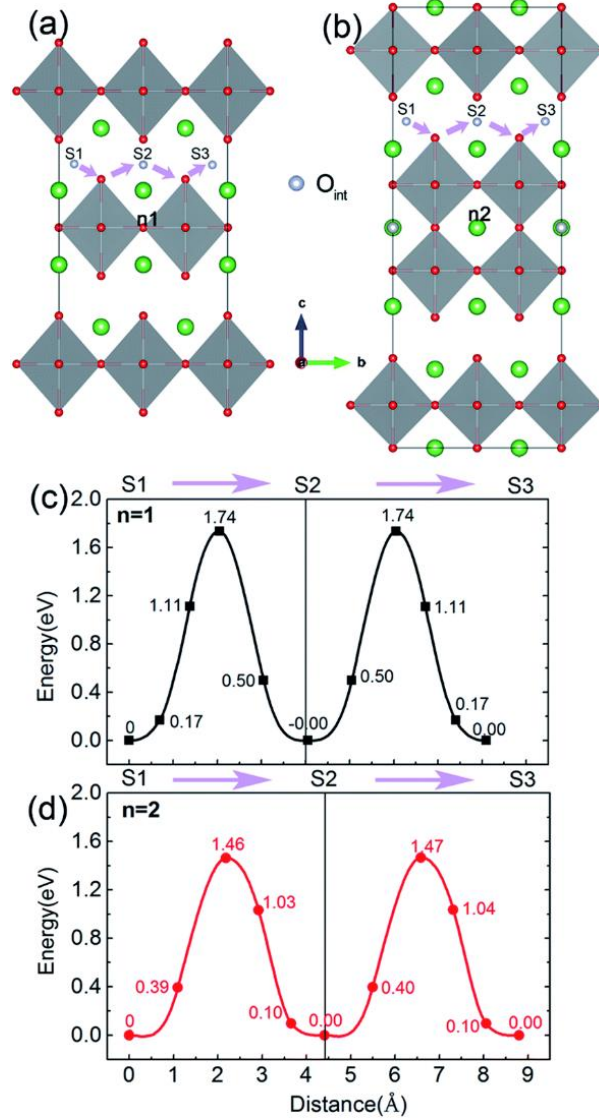 (a)
(b)
S1 S2 S3
S1 S2 S3
n1
O_int
n2
c
a b
S1 S2 S3
(c)
n=1
2.0
1.6
1.2
0.8
0.4
0.0
Energy(eV)
0
0.17
1.11
1.74
0.50
-0.00
0.50
1.74
1.11
0.17
0.00
S1 S2 S3
(d)
n=2
2.0
1.6
1.2
0.8
0.4
0.0
Energy(eV)
0
0.39
1.46
1.03
0.10
0.00
0.40
1.47
1.04
0.10
0.00
0 1 2 3 4 5 6 7 8 9
Distance(Å)